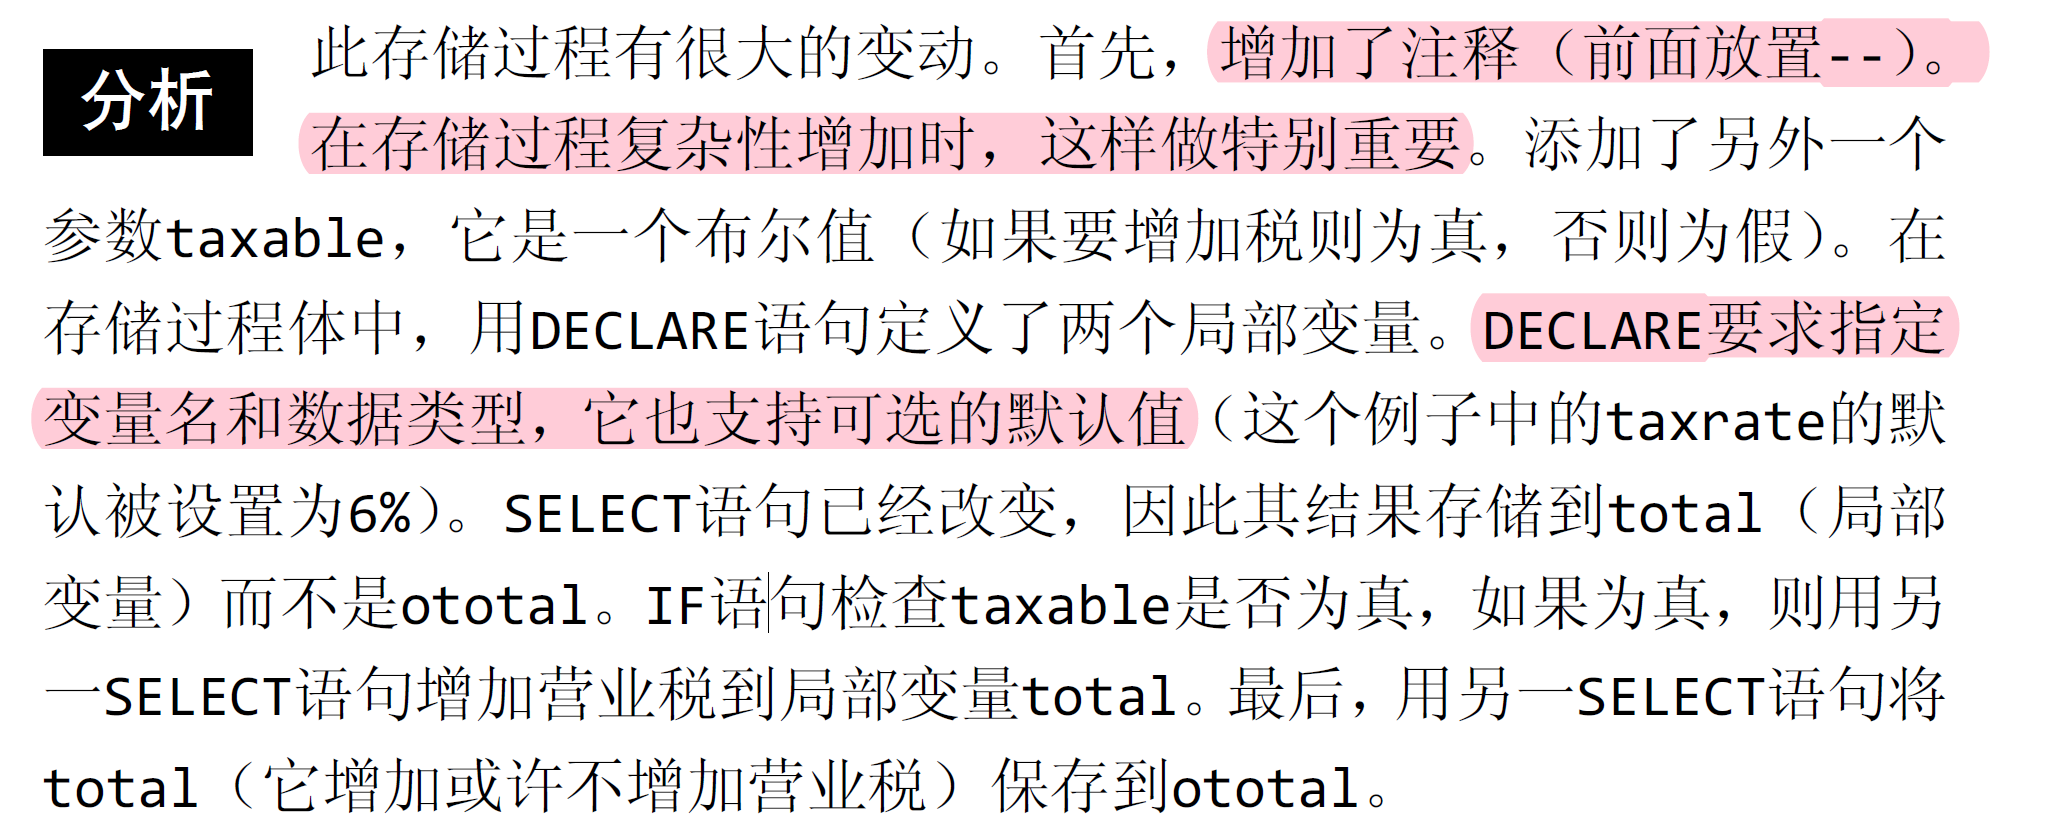 分析
此存储过程有很大的变动。首先，增加了注释（前面放置--）。
在存储过程复杂性增加时，这样做特别重要。添加了另外一个
参数taxable，它是一个布尔值（如果要增加税则为真，否则为假）。在
存储过程体中，用DECLARE语句定义了两个局部变量。DECLARE要求指定
变量名和数据类型，它也支持可选的默认值（这个例子中的taxrate的默
认被设置为6%）。SELECT语句已经改变，因此其结果存储到total（局部
变量）而不是ototal。IF语句检查taxable是否为真，如果为真，则用另
一SELECT语句增加营业税到局部变量total。最后，用另一SELECT语句将
total（它增加或许不增加营业税）保存到ototal。